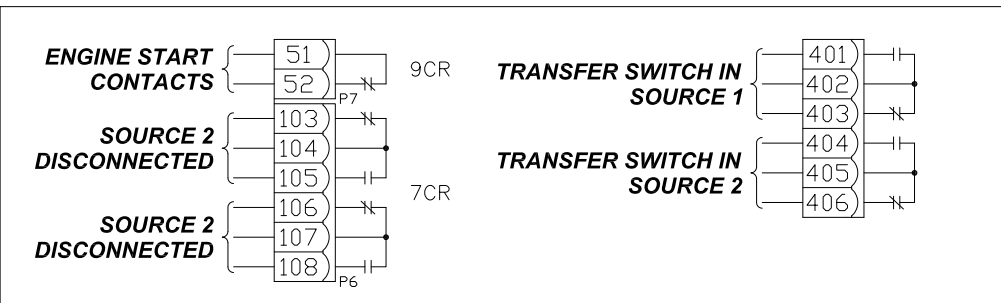 ENGINE START
CONTACTS
51
52
P7
9CR
SOURCE 2
DISCONNECTED
103
104
105
7CR
SOURCE 2
DISCONNECTED
106
107
108
P6
TRANSFER SWITCH IN
SOURCE 1
401
402
403
TRANSFER SWITCH IN
SOURCE 2
404
405
406